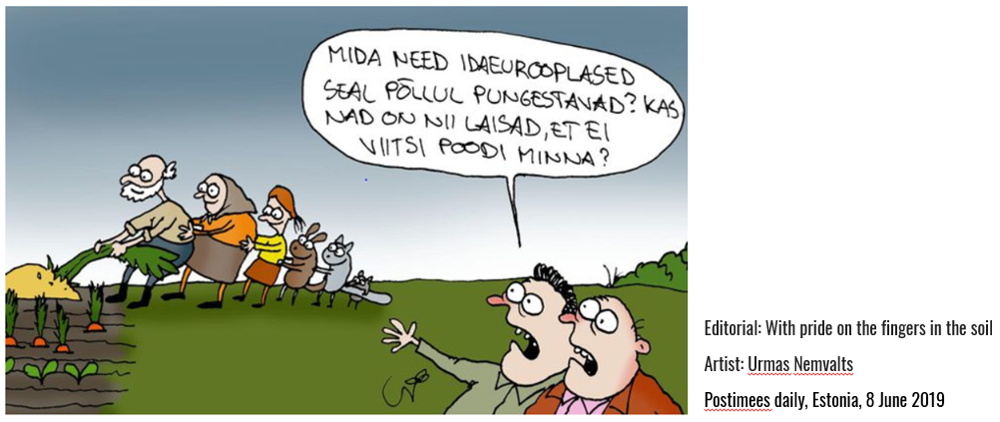 MIDA NEED IDAEUROOPLASED
SEAL PÕLLUL PUNGESTAVAD? KAS
NAD ON NII LAISAD, ET EI
VIITSI POODI MINNA?
Editorial: With pride on the fingers in the soil
Artist: Urmas Nemvalts
Postimees daily, Estonia, 8 June 2019